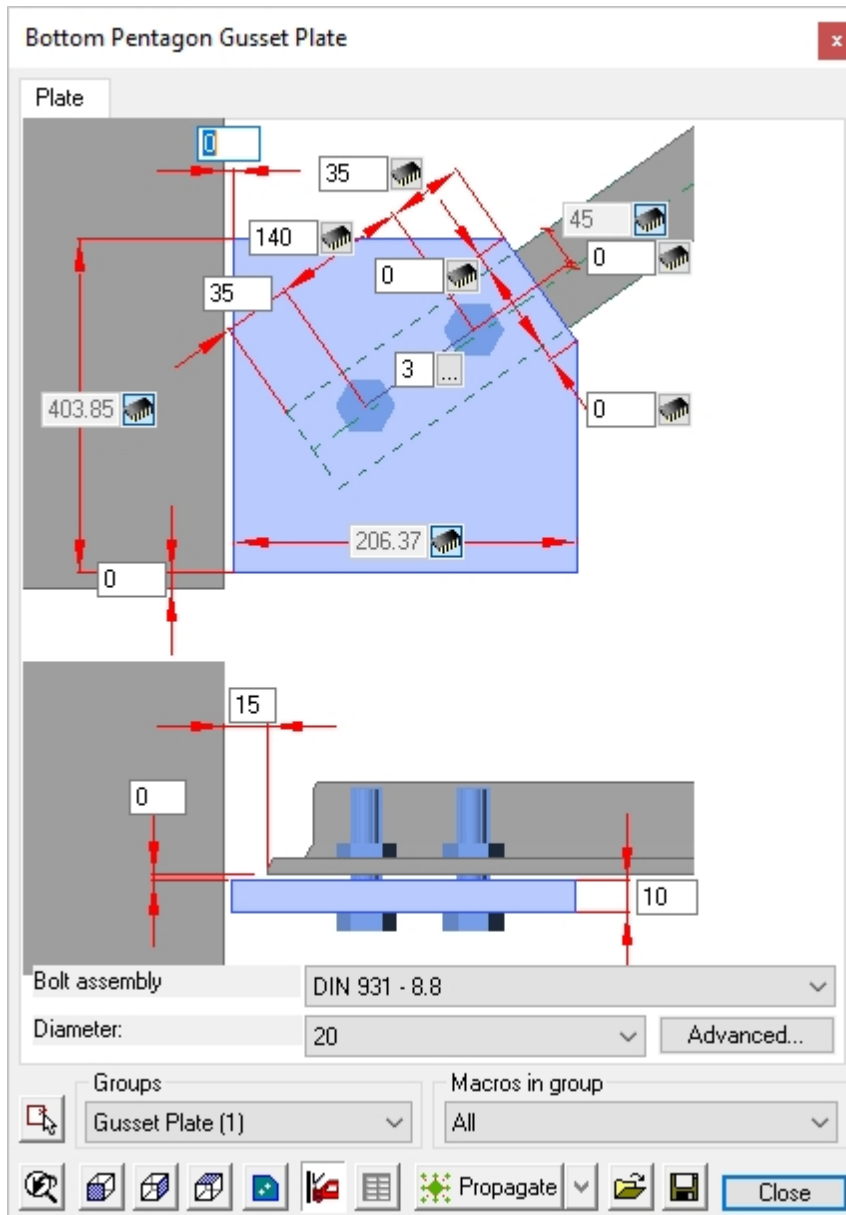 Bottom Pentagon Gusset Plate
x
Plate
0
35
45
140
0
0
35
3 ...
403.85
0
206.37
0
15
0
10
Bolt assembly
DIN 931 - 8.8
Diameter:
20
Advanced...
Groups
Macros in group
Gusset Plate (1)
All
Propagate
Close